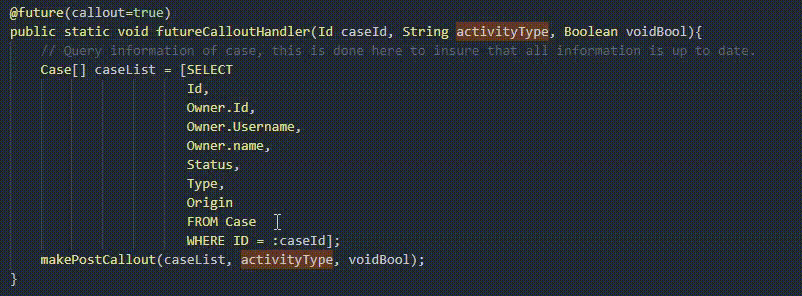 @future(callout=true)
public static void futureCalloutHandler(Id caseId, String activityType, Boolean voidBool){
// Query information of case, this is done here to insure that all information is up to date.
Case[] caseList = [SELECT
Id,
Owner.Id,
Owner.Username,
Owner.name,
Status,
Type,
Origin
FROM Case
WHERE ID = :caseId];
makePostCallout(caseList, activityType, voidBool);
}